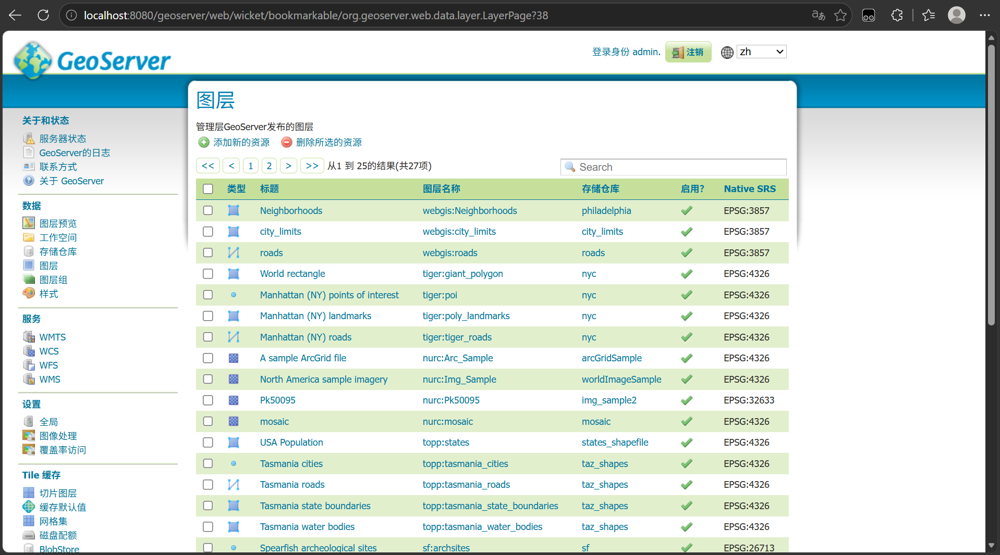 localhost:8080/geoserver/web/wicket/bookmarkable/org.geoserver.web.data.layer.LayerPage?38
GeoServer
登录身份 admin.
注销
zh
关于和状态
服务器状态
GeoServer的日志
联系方式
关于 GeoServer
数据
图层预览
工作空间
存储仓库
图层
图层组
样式
服务
WMTS
WCS
WFS
WMS
设置
全局
图像处理
覆盖率访问
Tile 缓存
切片图层
缓存默认值
网格集
磁盘配额
BlobStore
图层
管理层GeoServer发布的图层
添加新的资源 删除所选的资源
<< < 1 2 > >> 从1 到 25的结果(共27项) Search
类型 标题 图层名称 存储仓库 启用? Native SRS
Neighborhoods webgis:Neighborhoods philadelphia EPSG:3857
city_limits webgis:city_limits city_limits EPSG:3857
roads webgis:roads roads EPSG:3857
World rectangle tiger:giant_polygon nyc EPSG:4326
Manhattan (NY) points of interest tiger:poi nyc EPSG:4326
Manhattan (NY) landmarks tiger:poly_landmarks nyc EPSG:4326
Manhattan (NY) roads tiger:tiger_roads nyc EPSG:4326
A sample ArcGrid file nurc:Arc_Sample arcGridSample EPSG:4326
North America sample imagery nurc:Img_Sample worldImageSample EPSG:4326
Pk50095 nurc:Pk50095 img_sample2 EPSG:32633
mosaic nurc:mosaic mosaic EPSG:4326
USA Population topp:states states_shapefile EPSG:4326
Tasmania cities topp:tasmania_cities taz_shapes EPSG:4326
Tasmania roads topp:tasmania_roads taz_shapes EPSG:4326
Tasmania state boundaries topp:tasmania_state_boundaries taz_shapes EPSG:4326
Tasmania water bodies topp:tasmania_water_bodies taz_shapes EPSG:4326
Spearfish archeological sites sf:archsites sf EPSG:26713